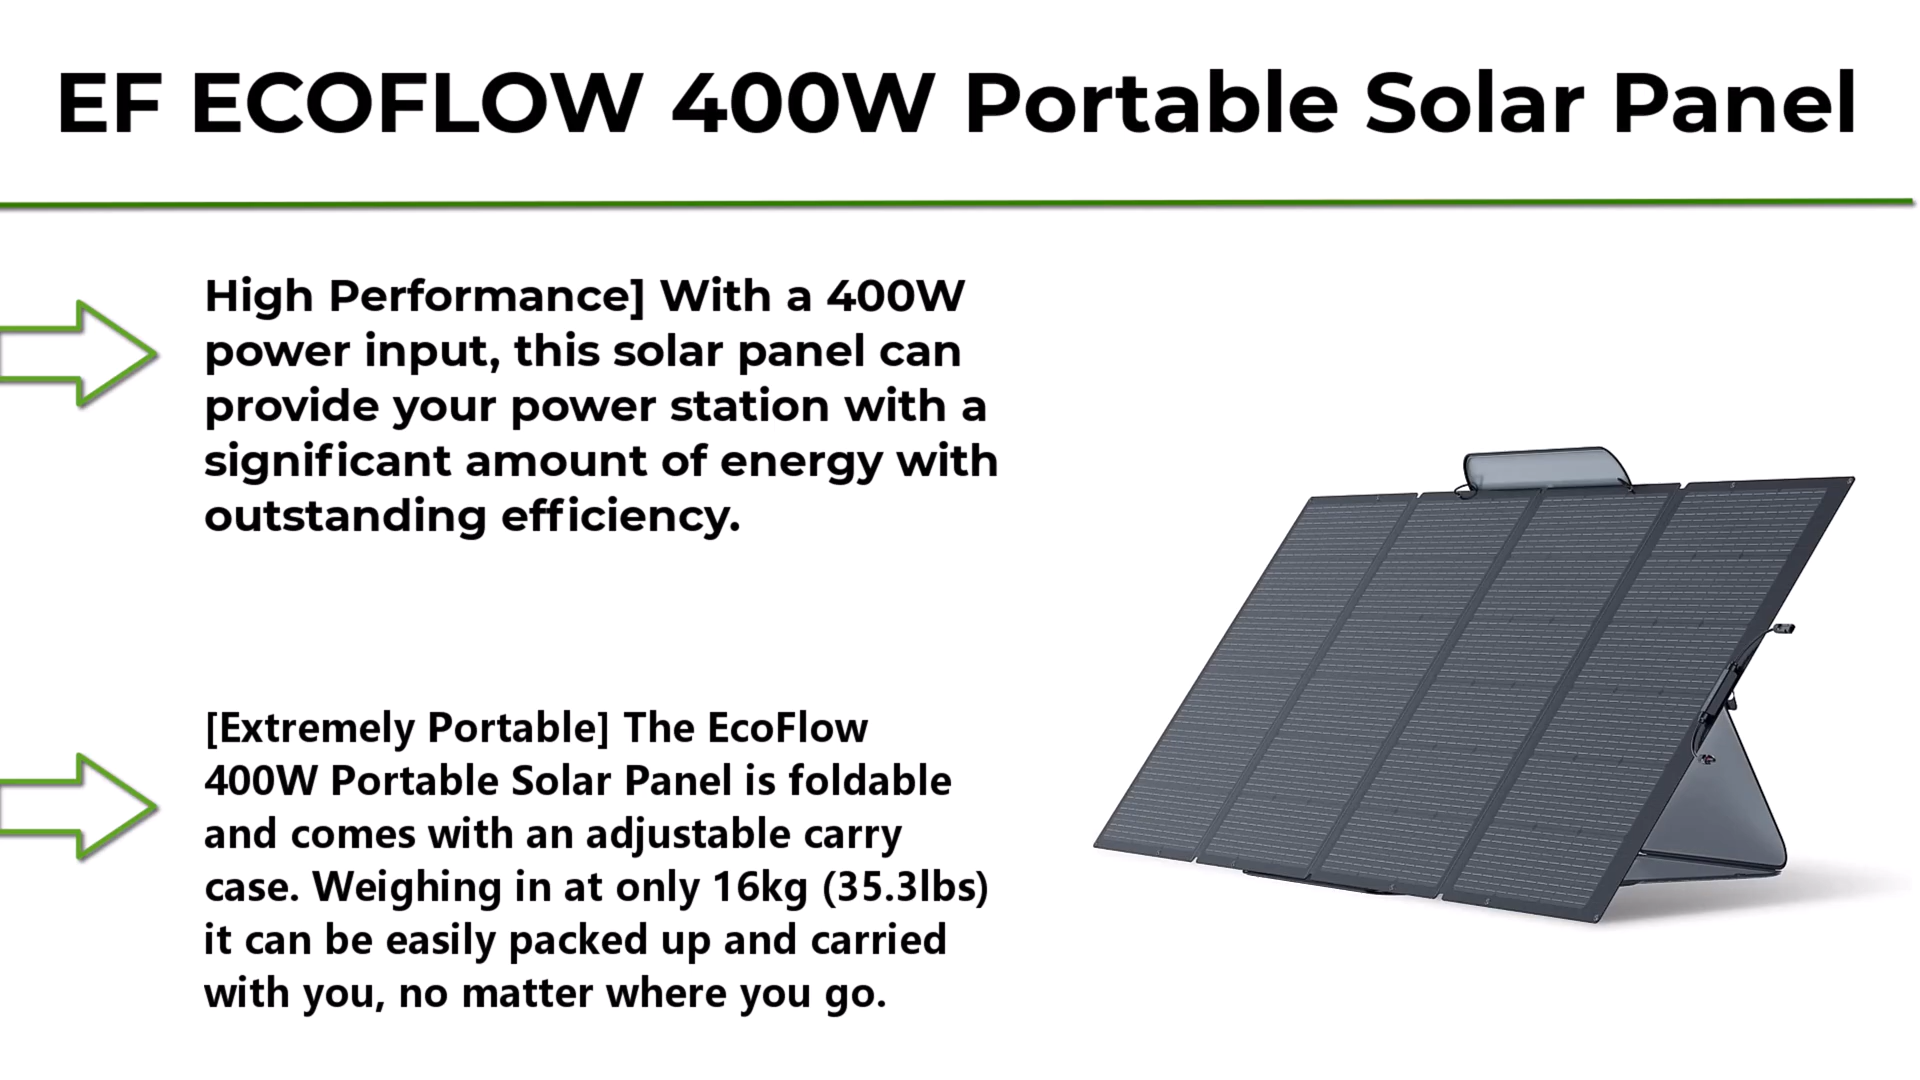 EF ECOFLOW 400W Portable Solar Panel
High Performance] With a 400W
power input, this solar panel can
provide your power station with a
significant amount of energy with
outstanding efficiency.
[Extremely Portable] The EcoFlow
400W Portable Solar Panel is foldable
and comes with an adjustable carry
case. Weighing in at only 16kg (35.3lbs)
it can be easily packed up and carried
with you, no matter where you go.